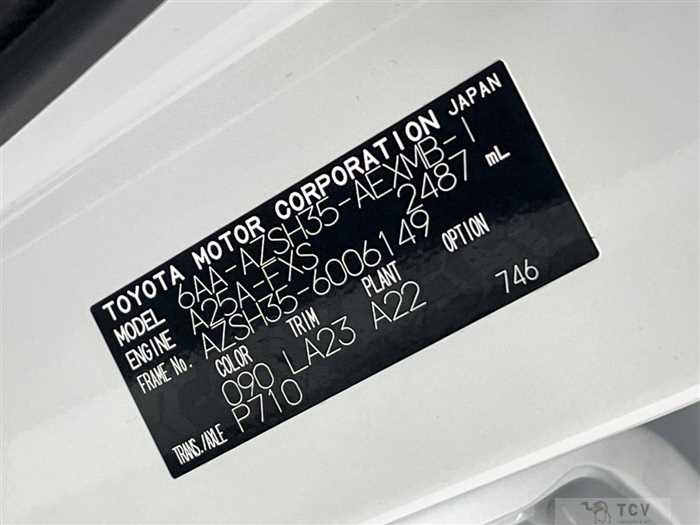 TOYOTA MOTOR CORPORATION JAPAN
MODEL 6AA-AZSH35-AEXMB-1
ENGINE A25A-FXS 2487 mL
FRAME No. AZSH35-6006149
COLOR TRIM PLANT OPTION
090 LA23 A22 746
TRANS./AXLE P710
TCV